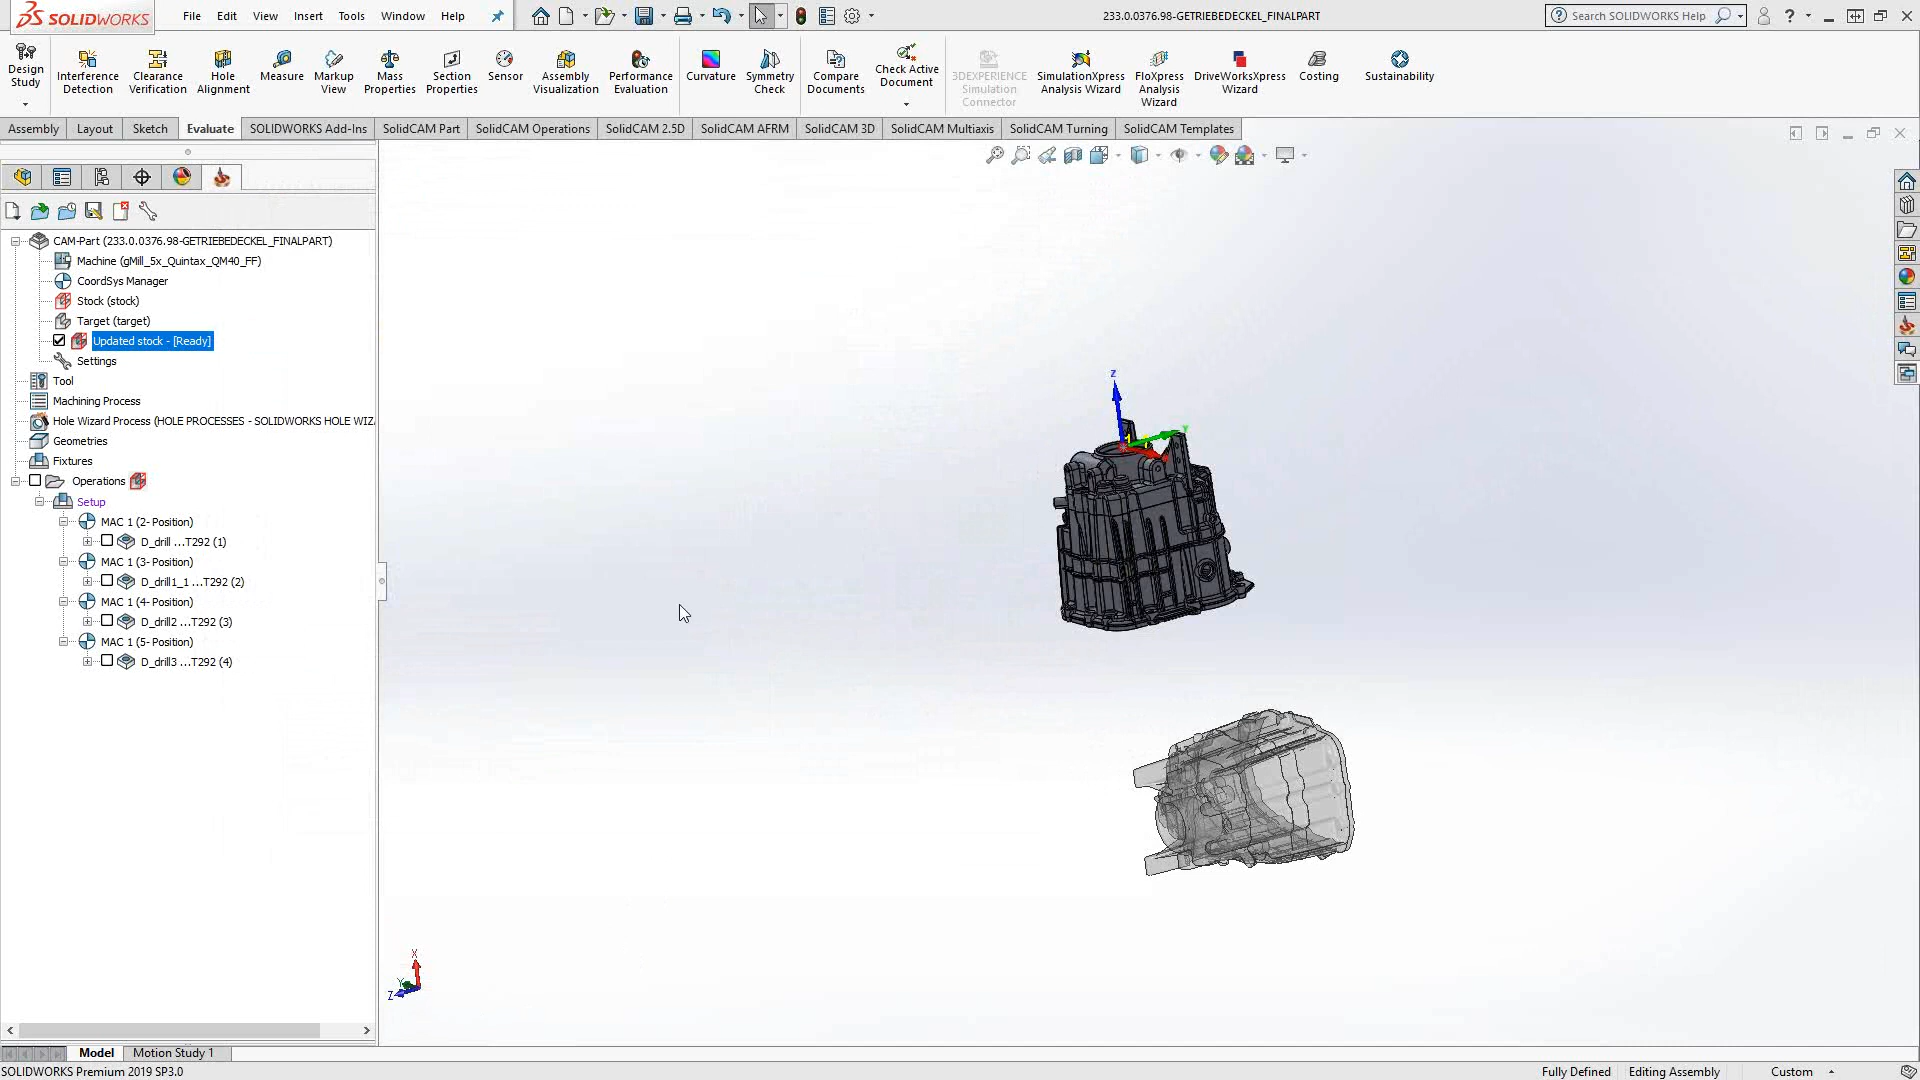 SOLIDWORKS File Edit View Insert Tools Window Help
233.0.0376.98-GETRIEBEDECKEL_FINALPART
Search SOLIDWORKS Help
Design Study
Interference Detection
Clearance Verification
Hole Alignment
Measure
Markup View
Mass Properties
Section Properties
Sensor
Assembly Visualization
Performance Evaluation
Curvature
Symmetry Check
Compare Documents
Check Active Document
3DEXPERIENCE Simulation Connector
SimulationXpress Analysis Wizard
FloXpress Analysis Wizard
DriveWorksXpress Wizard
Costing
Sustainability
Assembly Layout Sketch Evaluate SOLIDWORKS Add-Ins SolidCAM Part SolidCAM Operations SolidCAM 2.5D SolidCAM AFRM SolidCAM 3D SolidCAM Multiaxis SolidCAM Turning SolidCAM Templates
CAM-Part (233.0.0376.98-GETRIEBEDECKEL_FINALPART)
Machine (gMill_5x_Quintax_QM40_FF)
CoordSys Manager
Stock (stock)
Target (target)
Updated stock - [Ready]
Settings
Tool
Machining Process
Hole Wizard Process (HOLE PROCESSES - SOLIDWORKS HOLE WIZ
Geometries
Fixtures
Operations
Setup
MAC 1 (2- Position)
D_drill ...T292 (1)
MAC 1 (3- Position)
D_drill1_1 ...T292 (2)
MAC 1 (4- Position)
D_drill2 ...T292 (3)
MAC 1 (5- Position)
D_drill3 ...T292 (4)
Z
Y
X
Y
Z
Model Motion Study 1
SOLIDWORKS Premium 2019 SP3.0
Fully Defined Editing Assembly Custom